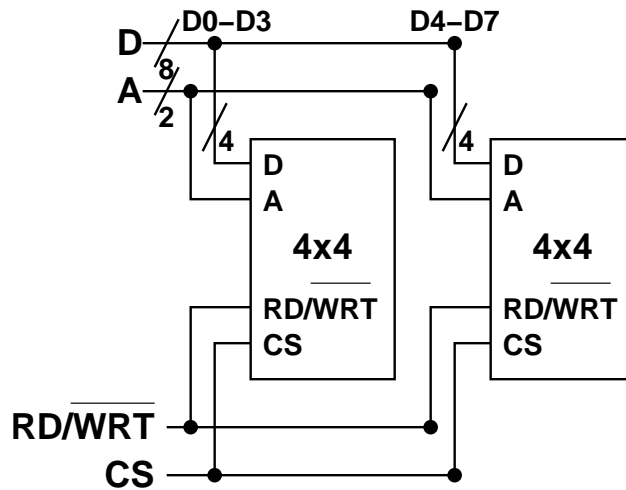 D0–D3 D4–D7
D 8
A 2
4 4
D D
A A
4x4 4x4
RD/WRT RD/WRT
CS CS
RD/WRT
CS